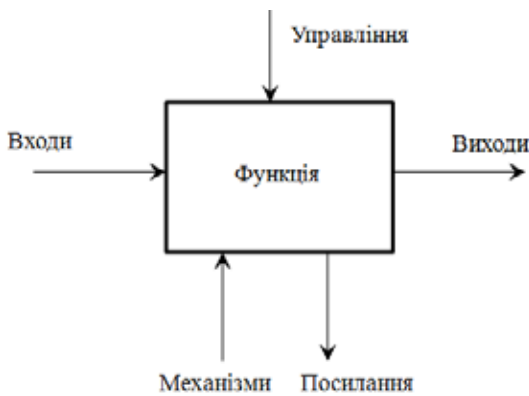 Управління
Входи
Функція
Виходи
Механізми
Посилання